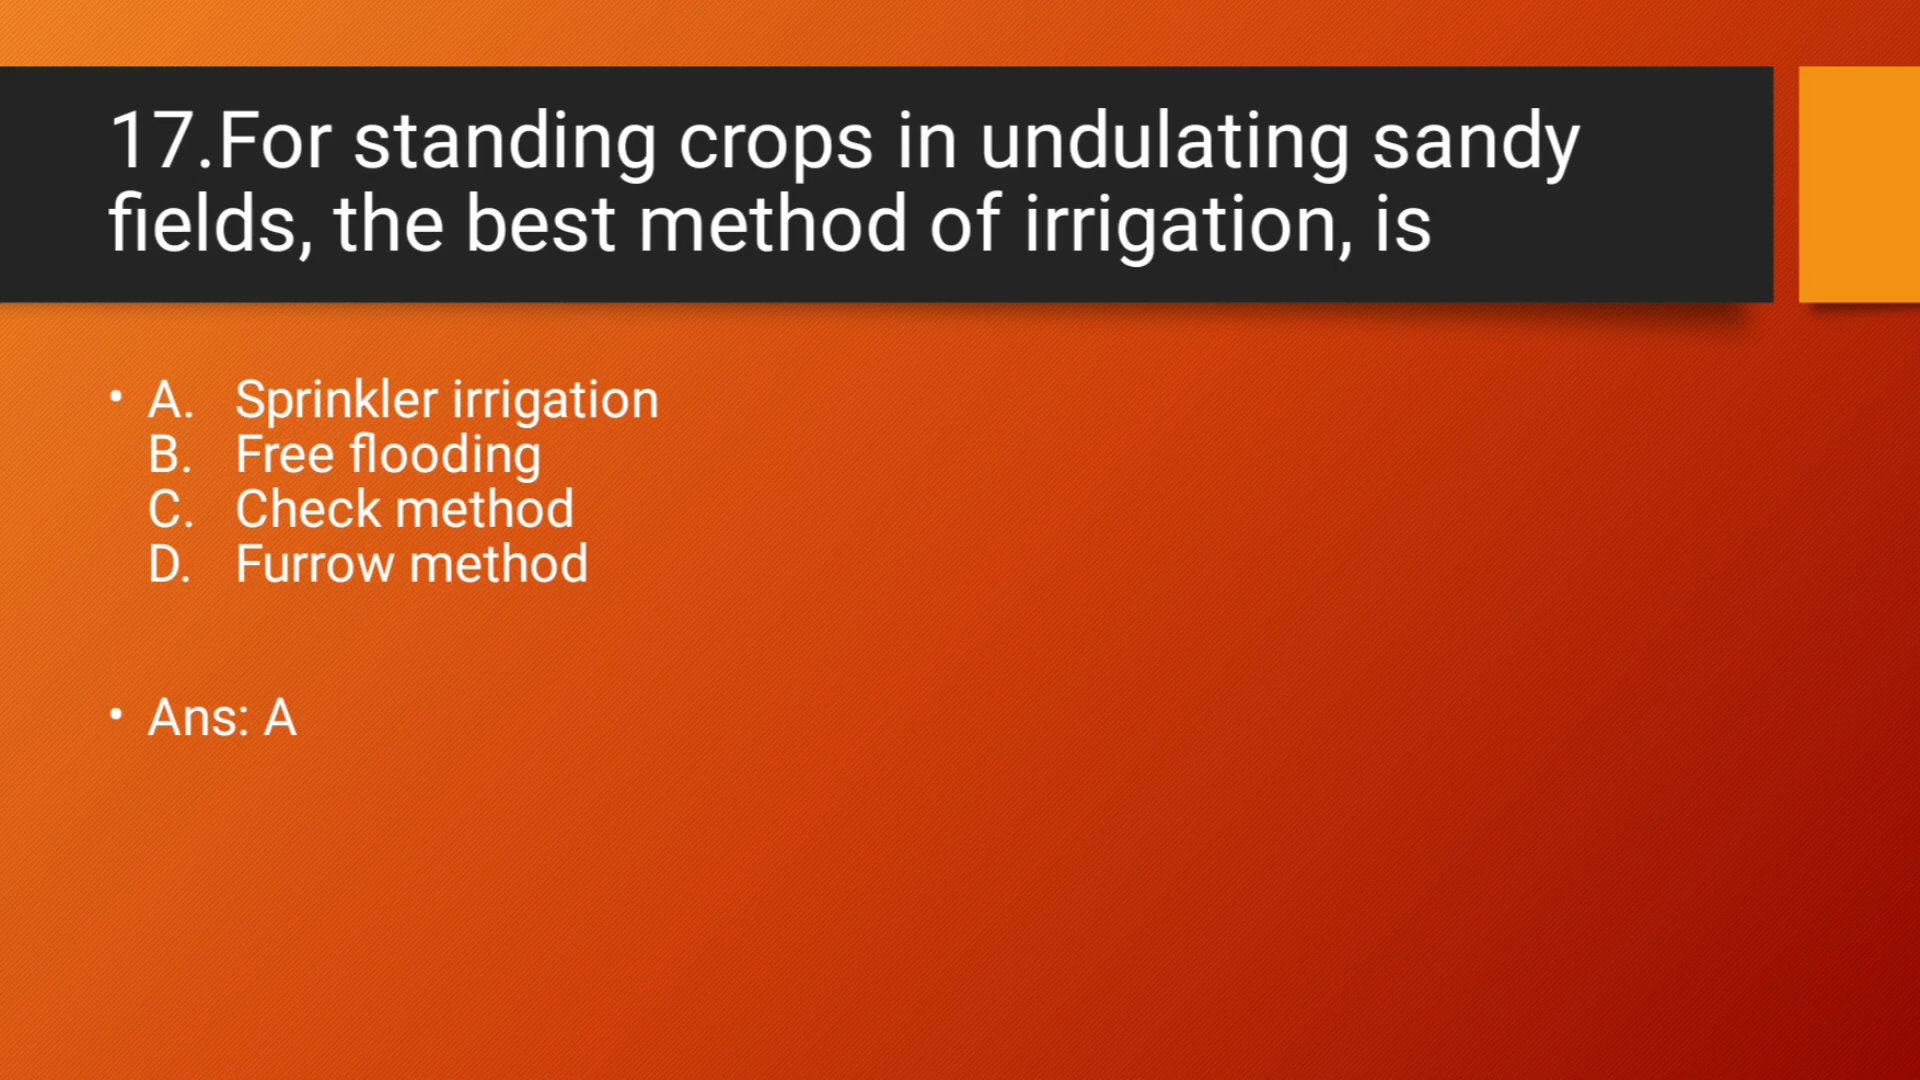 17.For standing crops in undulating sandy
fields, the best method of irrigation, is
• A. Sprinkler irrigation
B. Free flooding
C. Check method
D. Furrow method
• Ans: A